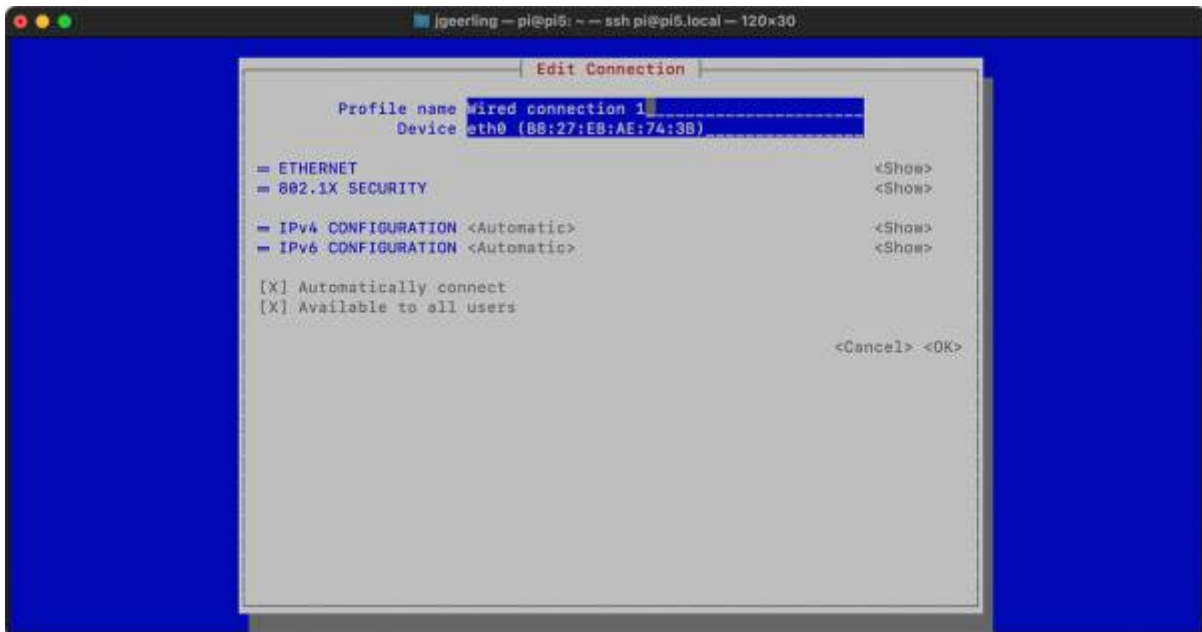 jgeerling — pi@pi5: ~ — ssh pi@pi5.local — 120×30
Edit Connection
Profile name Wired connection 1
Device eth0 (B8:27:EB:AE:74:3B)
= ETHERNET <Show>
= 802.1X SECURITY <Show>
= IPv4 CONFIGURATION <Automatic> <Show>
= IPv6 CONFIGURATION <Automatic> <Show>
[X] Automatically connect
[X] Available to all users
<Cancel> <OK>